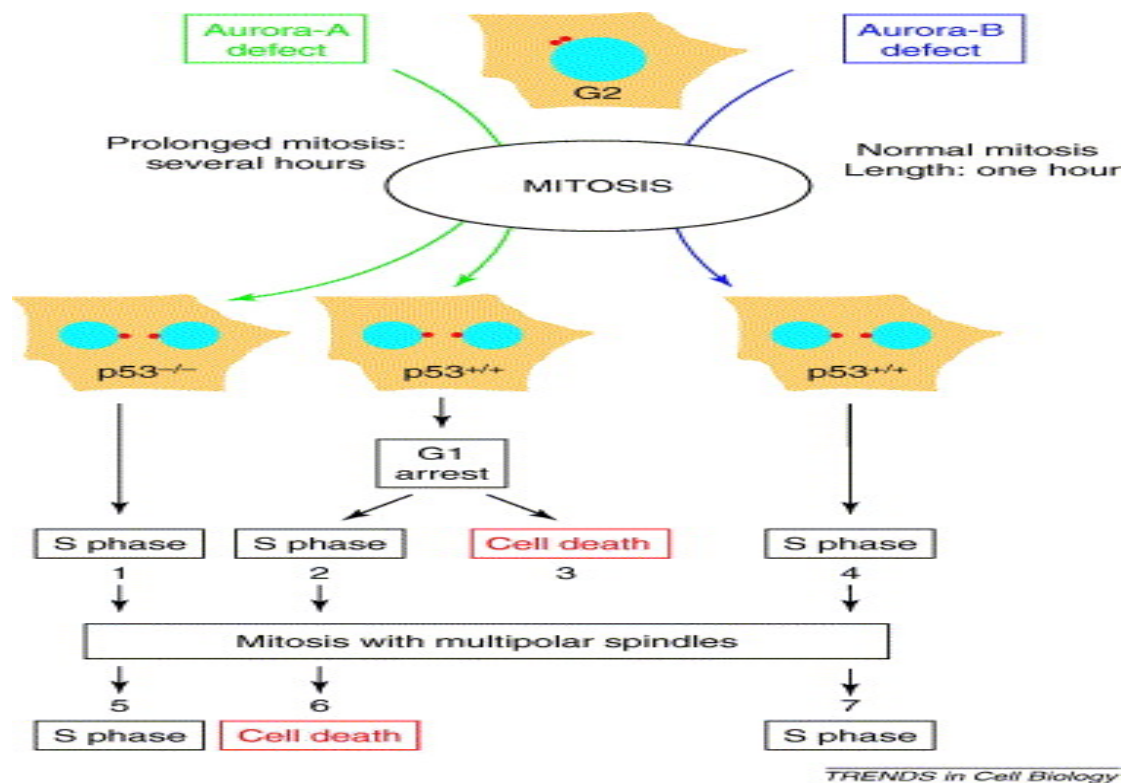 Aurora-A
defect
Aurora-B
defect
G2
Prolonged mitosis:
several hours
Normal mitosis
Length: one hour
MITOSIS
p53–/–
p53+/+
p53+/+
G1
arrest
S phase
S phase
Cell death
S phase
1
2
3
4
Mitosis with multipolar spindles
5
6
7
S phase
Cell death
S phase
TRENDS in Cell Biology